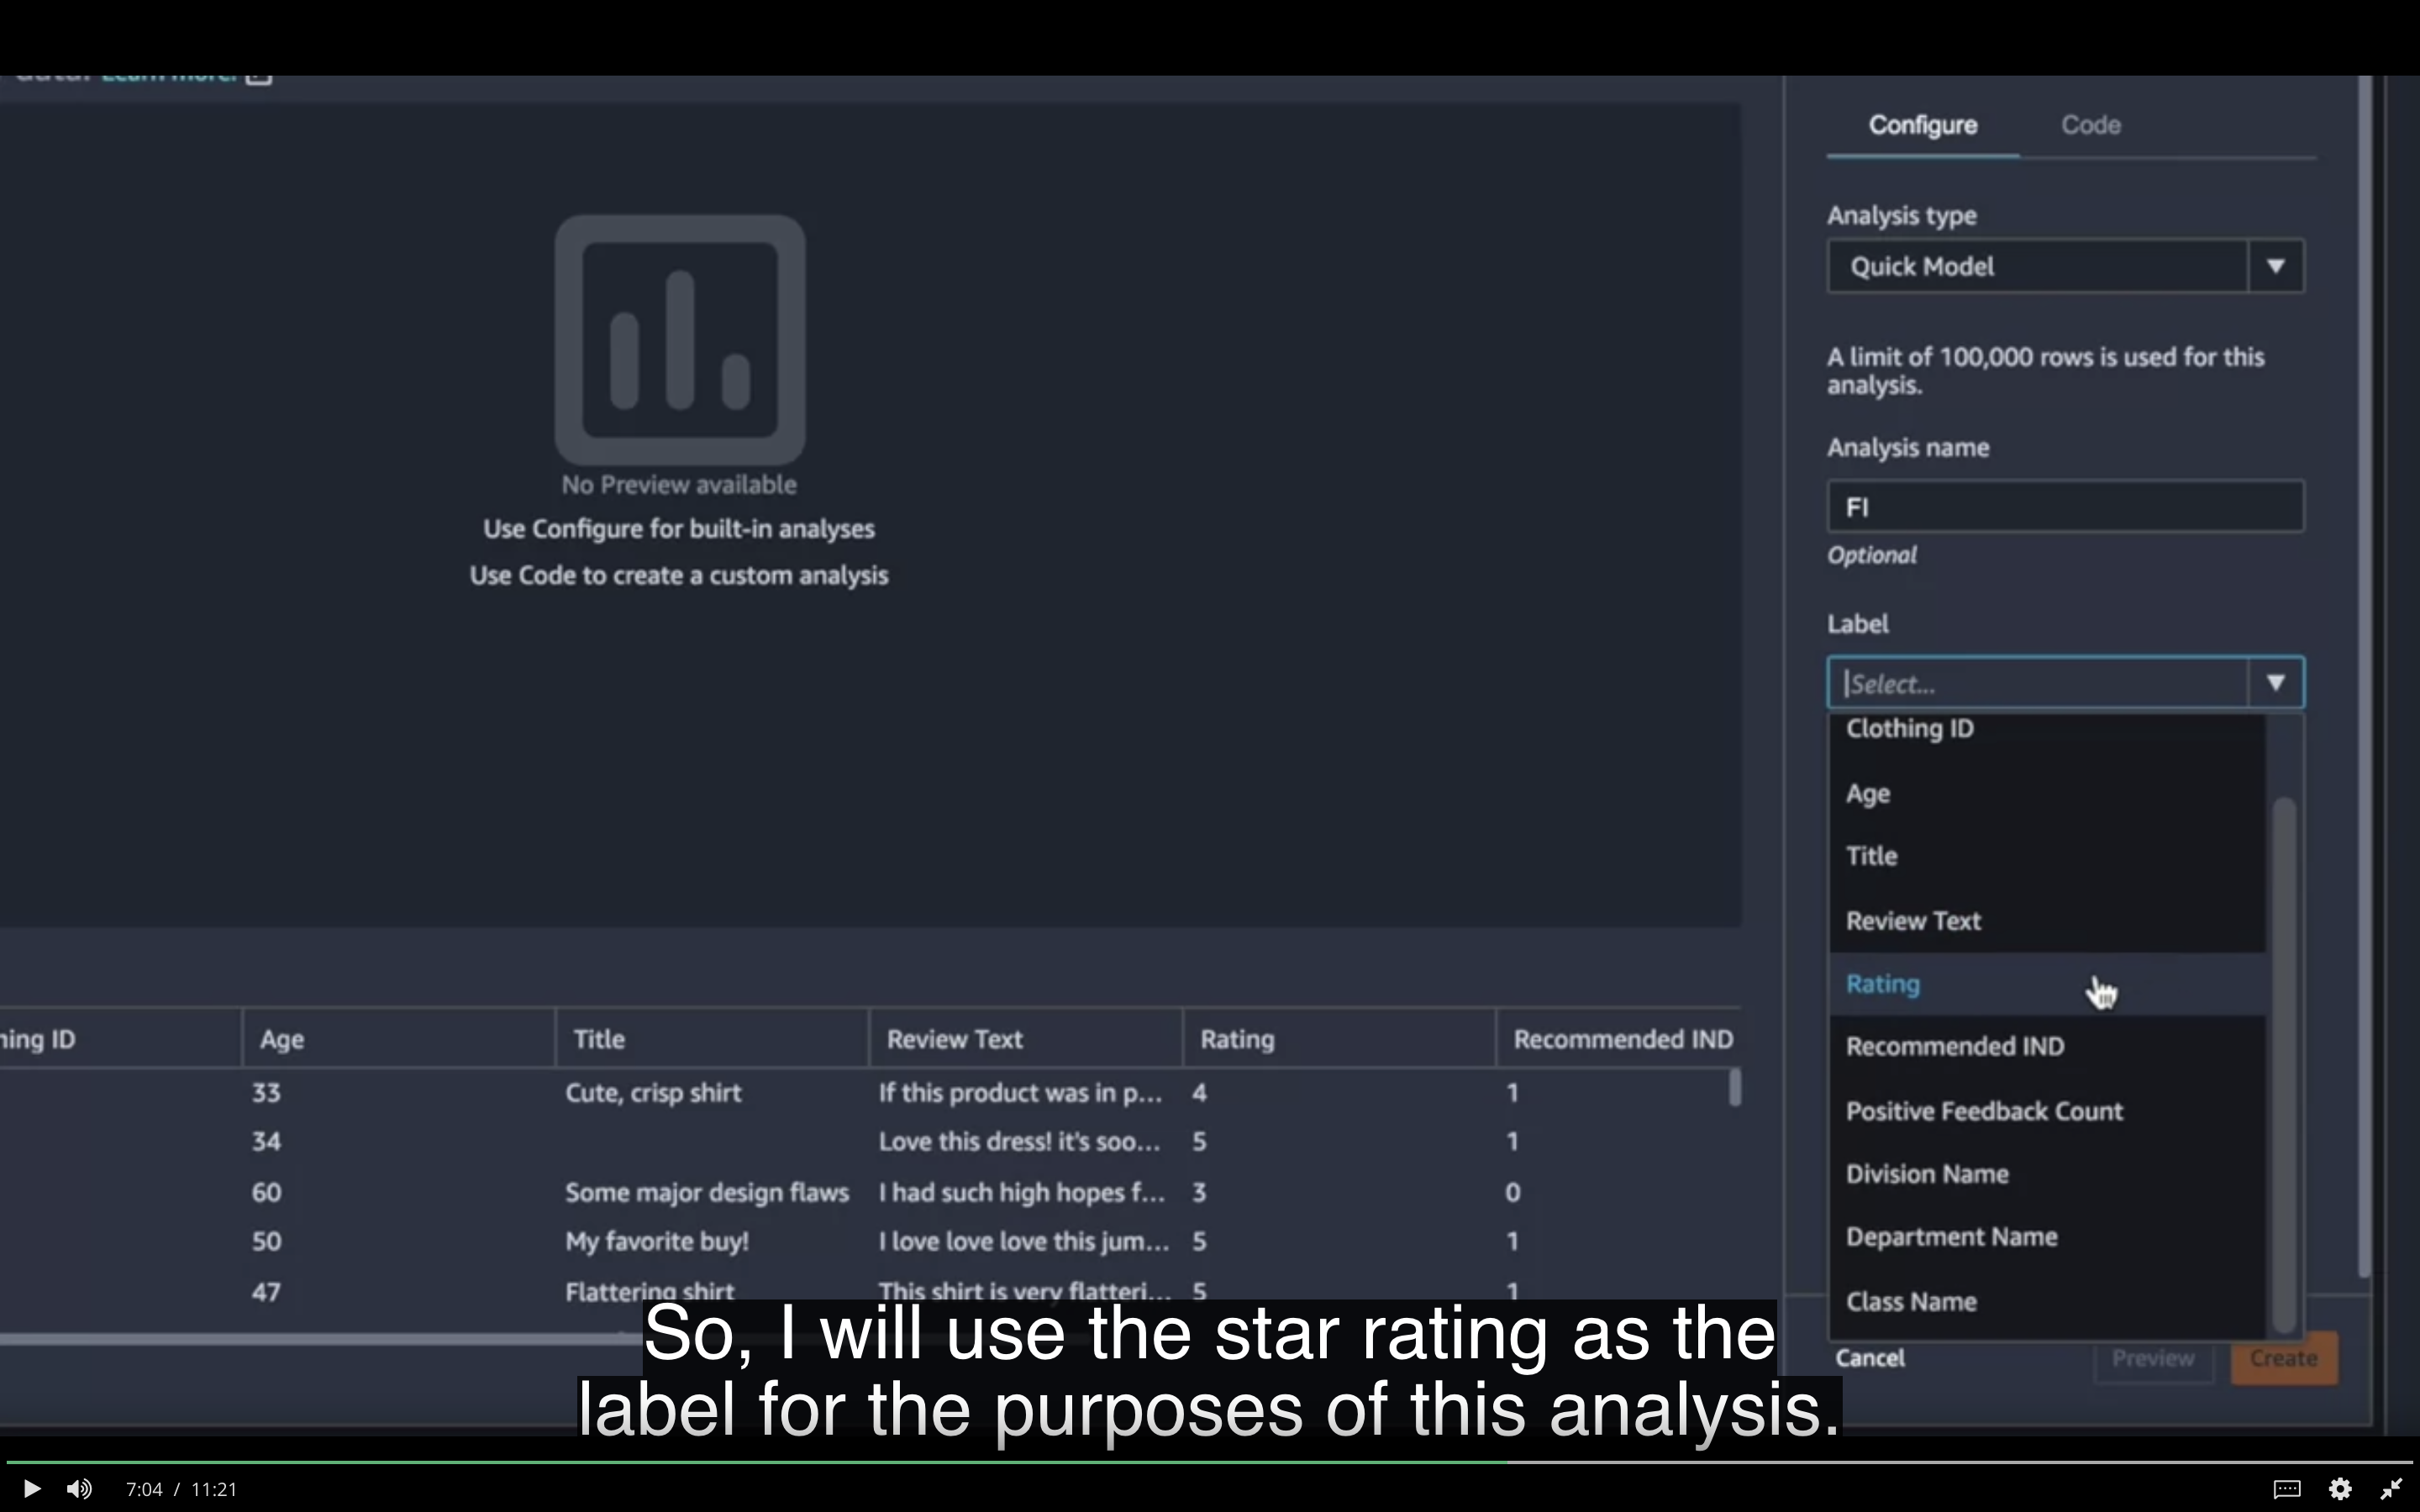 Learn more.
Configure Code
Analysis type
Quick Model
A limit of 100,000 rows is used for this
analysis.
Analysis name
FI
Optional
Label
Select...
Clothing ID
Age
Title
Review Text
Rating
Recommended IND
Positive Feedback Count
Division Name
Department Name
Class Name
Cancel Preview Create
No Preview available
Use Configure for built-in analyses
Use Code to create a custom analysis
hing ID Age Title Review Text Rating Recommended IND
33 Cute, crisp shirt If this product was in p... 4 1
34 Love this dress! it's soo... 5 1
60 Some major design flaws I had such high hopes f... 3 0
50 My favorite buy! I love love love this jum... 5 1
47 Flattering shirt This shirt is very flatteri... 5 1
So, I will use the star rating as the
label for the purposes of this analysis.
7:04 / 11:21